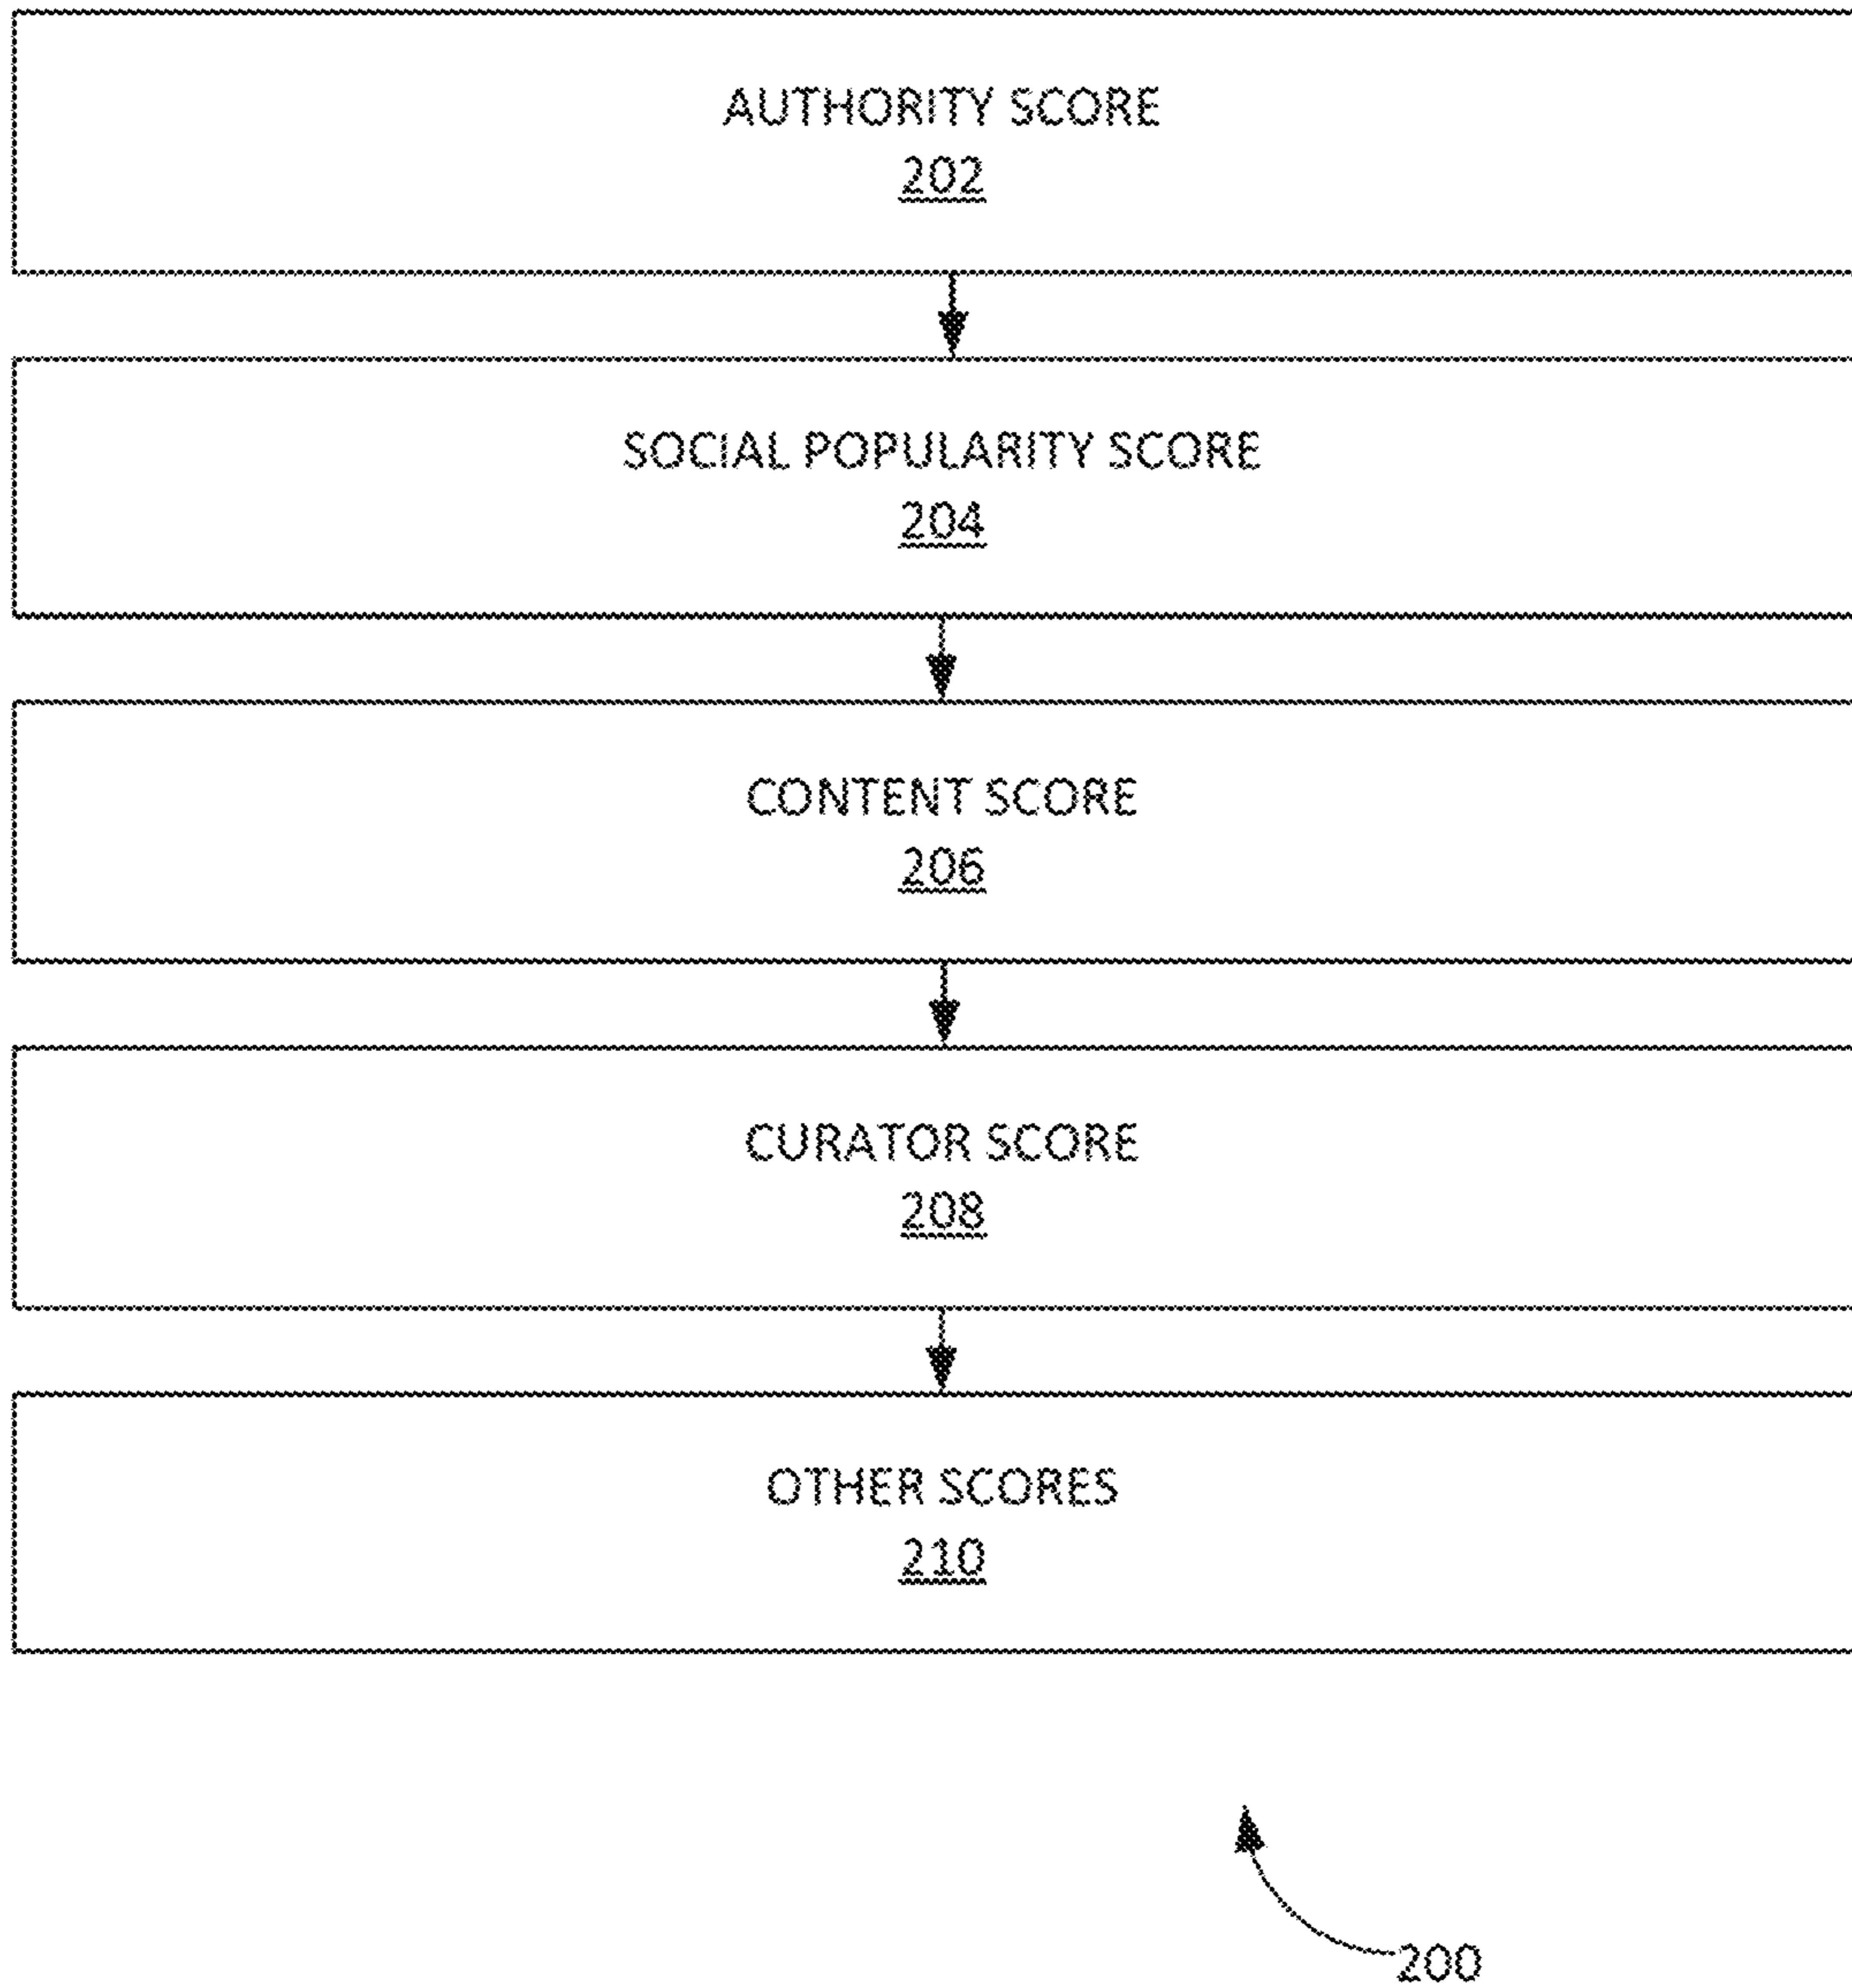 AUTHORITY SCORE
202
SOCIAL POPULARITY SCORE
204
CONTENT SCORE
206
CURATOR SCORE
208
OTHER SCORES
210
200